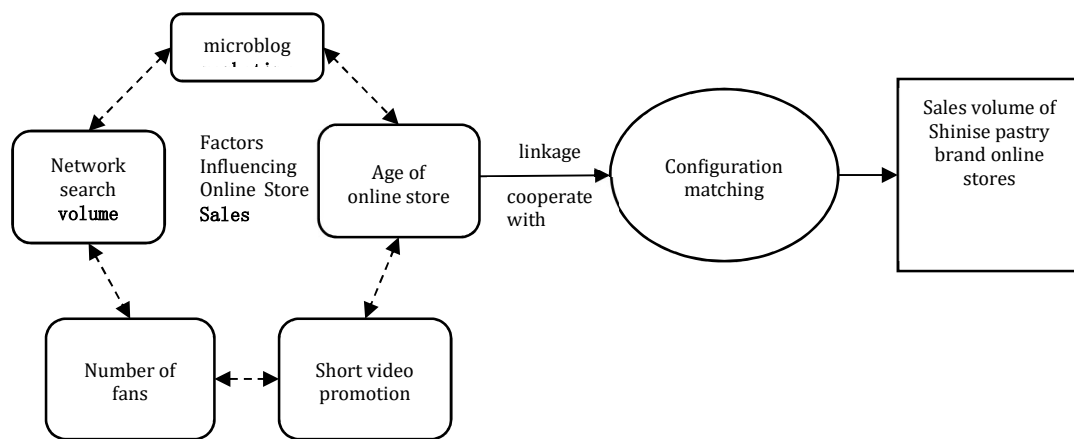 microblog
Network
search
volume
Factors
Influencing
Online Store
Sales
Age of
online store
linkage
cooperate
with
Configuration
matching
Sales volume of
Shinise pastry
brand online
stores
Number of
fans
Short video
promotion